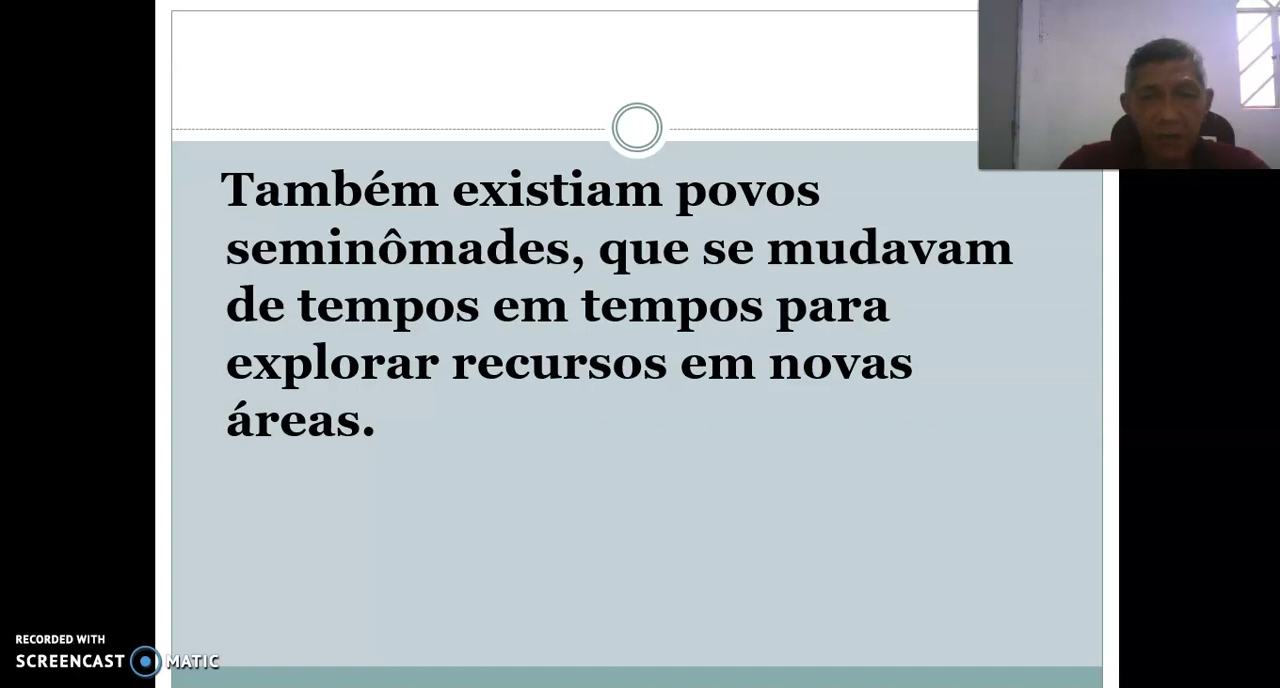 Também existiam povos
seminômades, que se mudavam
de tempos em tempos para
explorar recursos em novas
áreas.
RECORDED WITH
SCREENCAST MATIC